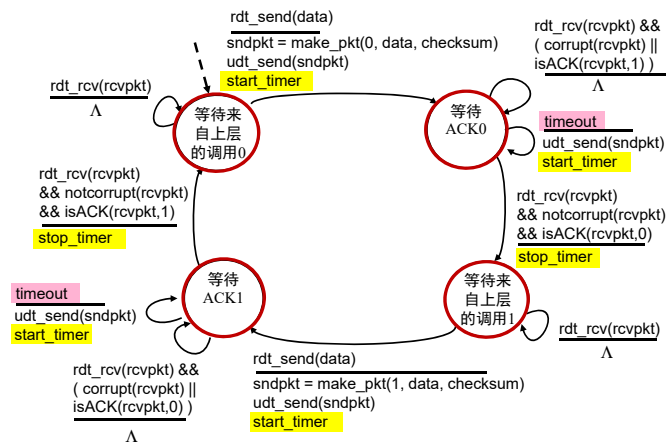 rdt_send(data)
sndpkt = make_pkt(0, data, checksum)
udt_send(sndpkt)
start_timer
rdt_rcv(rcvpkt) &&
( corrupt(rcvpkt) ||
isACK(rcvpkt,1) )
Λ
rdt_rcv(rcvpkt)
Λ
等待来
自上层
的调用0
等待
ACK0
timeout
udt_send(sndpkt)
start_timer
rdt_rcv(rcvpkt)
&& notcorrupt(rcvpkt)
&& isACK(rcvpkt,1)
stop_timer
rdt_rcv(rcvpkt)
&& notcorrupt(rcvpkt)
&& isACK(rcvpkt,0)
stop_timer
timeout
udt_send(sndpkt)
start_timer
等待
ACK1
等待来
自上层
的调用1
rdt_rcv(rcvpkt)
Λ
rdt_rcv(rcvpkt) &&
( corrupt(rcvpkt) ||
isACK(rcvpkt,0) )
Λ
rdt_send(data)
sndpkt = make_pkt(1, data, checksum)
udt_send(sndpkt)
start_timer